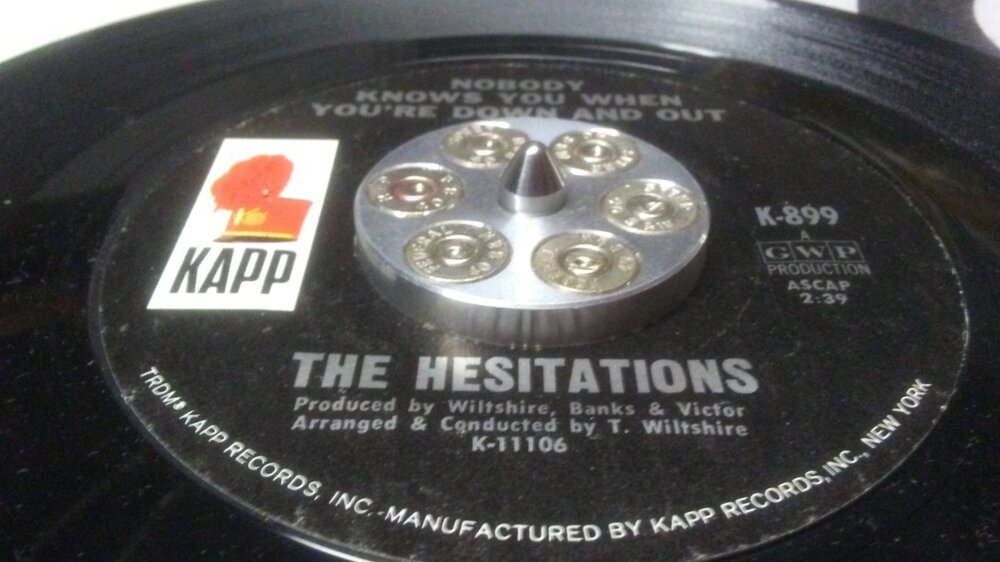 NOBODY
KNOWS YOU WHEN
YOU'RE DOWN AND OUT
KAPP
K-899
A
GWP
PRODUCTION
ASCAP
2:39
FEDERAL
THE HESITATIONS
Produced by Wiltshire, Banks & Victor
Arranged & Conducted by T. Wiltshire
K-11106
TRDM® KAPP RECORDS, INC. -MANUFACTURED BY KAPP RECORDS, INC., NEW YORK